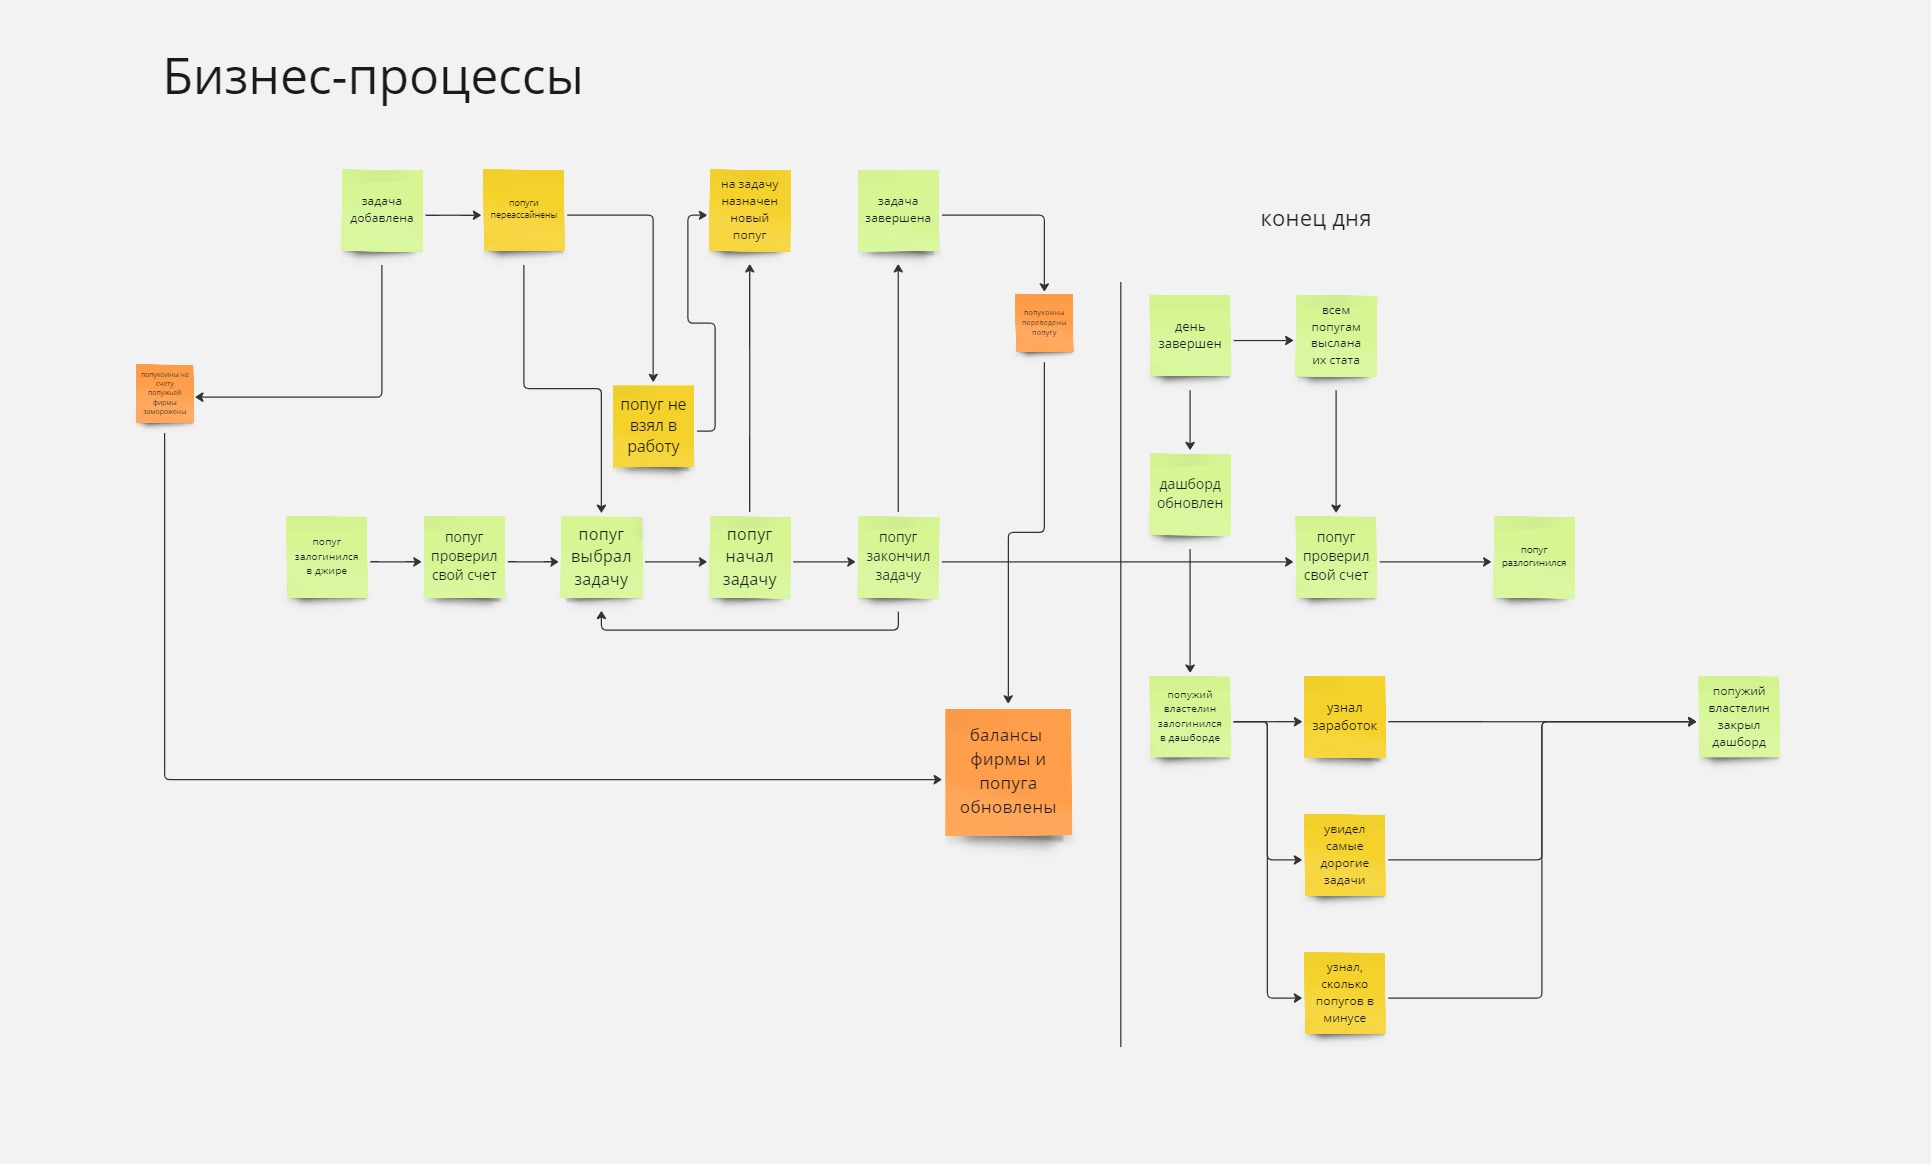 Бизнес-процессы
задача
добавлена
попуги
переассайнены
на задачу
назначен
новый
попуг
задача
завершена
конец дня
попукоины
переведены
попугу
день
завершен
всем
попугам
выслана
их стата
попукоины на
счету
попужьей
фирмы
заморожены
попуг не
взял в
работу
дашборд
обновлен
попуг
залогинился
в джире
попуг
проверил
свой счет
попуг
выбрал
задачу
попуг
начал
задачу
попуг
закончил
задачу
попуг
проверил
свой счет
попуг
разлогинился
балансы
фирмы и
попуга
обновлены
попужий
властелин
залогинился
в дашборде
узнал
заработок
попужий
властелин
закрыл
дашборд
увидел
самые
дорогие
задачи
узнал,
сколько
попугов в
минусе